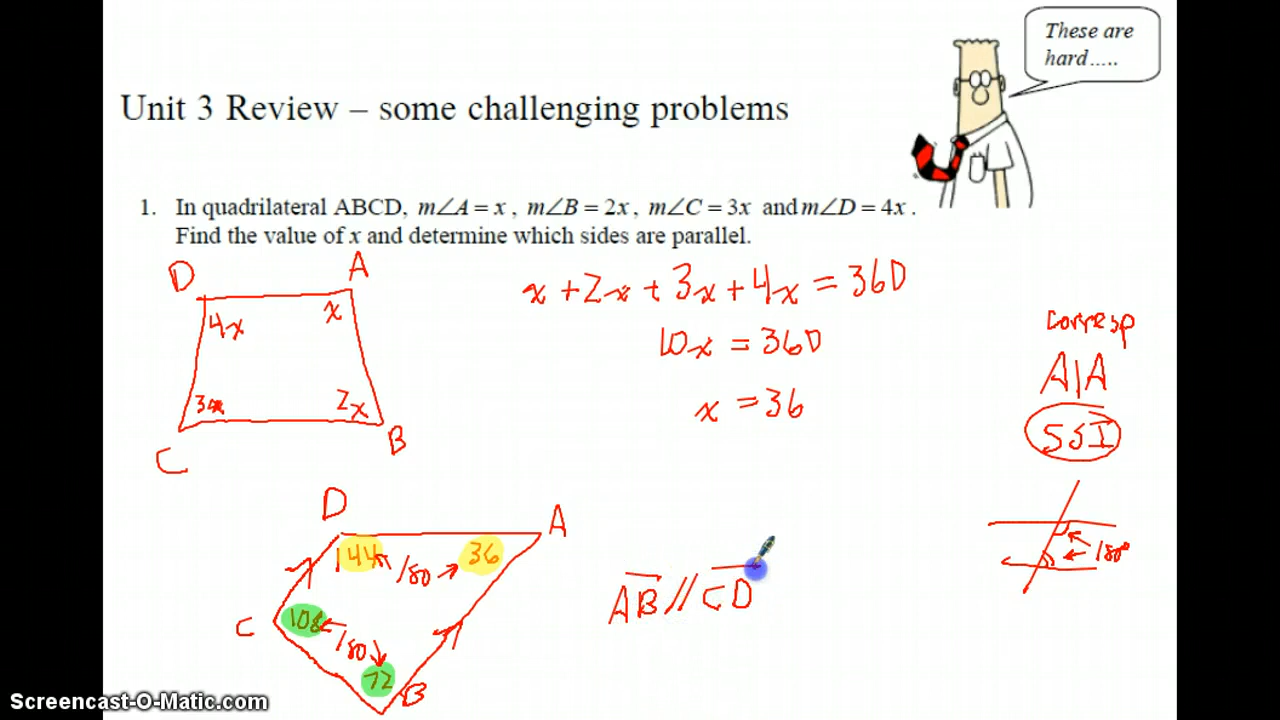 These are
hard.....
Unit 3 Review – some challenging problems
1. In quadrilateral ABCD, m∠A = x, m∠B = 2x, m∠C = 3x and m∠D = 4x.
Find the value of x and determine which sides are parallel.
D
A
4x
x
3x
2x
C
B
x + 2x + 3x + 4x = 360
10x = 360
x = 36
corresp
A|A
SSI
180°
D
A
144
180
36
C
108
180
72
B
AB // CD
Screencast-O-Matic.com